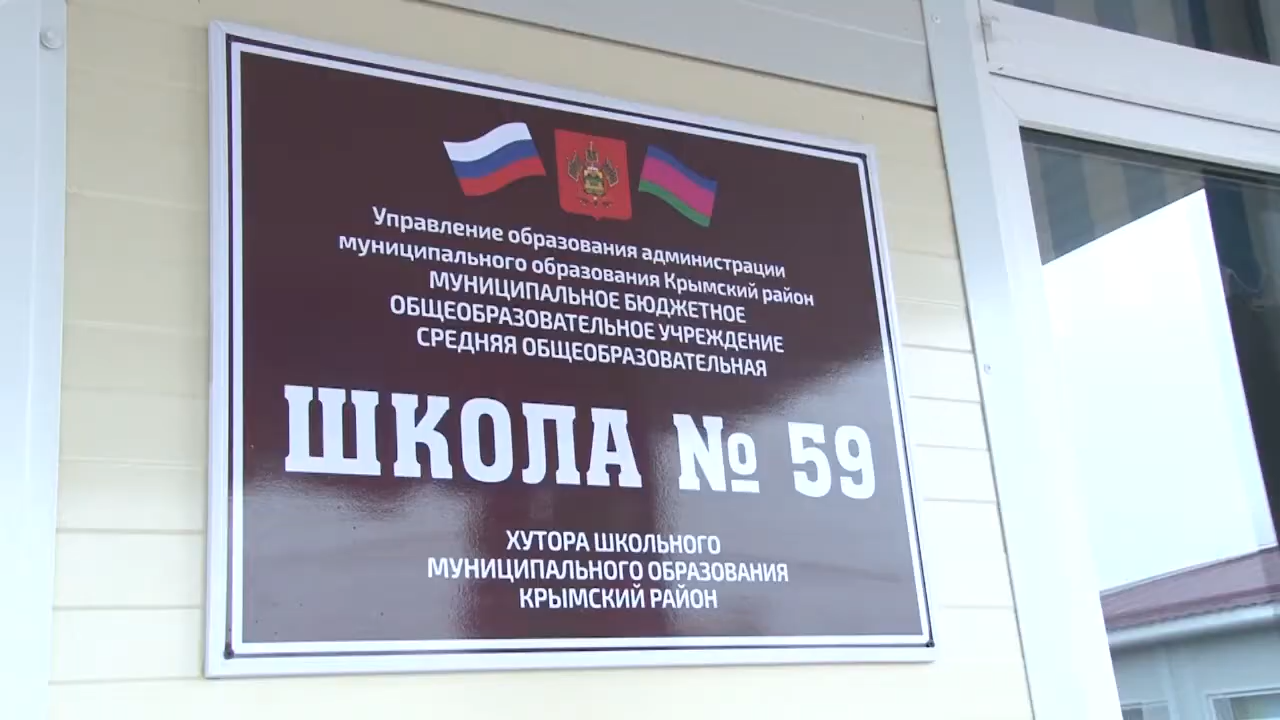 Управление образования администрации
муниципального образования Крымский район
МУНИЦИПАЛЬНОЕ БЮДЖЕТНОЕ
ОБЩЕОБРАЗОВАТЕЛЬНОЕ УЧРЕЖДЕНИЕ
СРЕДНЯЯ ОБЩЕОБРАЗОВАТЕЛЬНАЯ
ШКОЛА № 59
ХУТОРА ШКОЛЬНОГО
МУНИЦИПАЛЬНОГО ОБРАЗОВАНИЯ
КРЫМСКИЙ РАЙОН